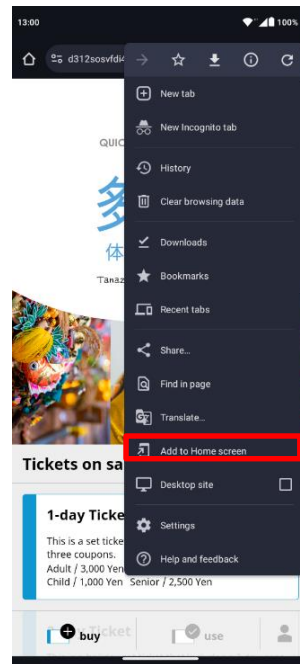 13:00
100%
d312sosvfdi4
New tab
QUIC
New Incognito tab
History
多
Clear browsing data
体
Downloads
Tanaz
Bookmarks
Recent tabs
Share...
Find in page
Translate...
Add to Home screen
Tickets on sa
Desktop site
1-day Ticke
Settings
This is a set ticke
three coupons.
Help and feedback
Adult / 3,000 Yen
Child / 1,000 Yen Senior / 2,500 Yen
Ticket
buy
use